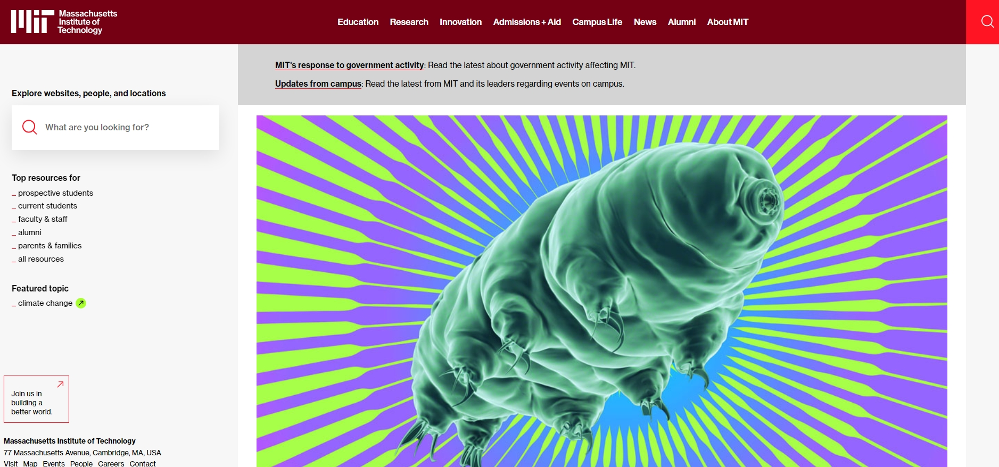 Massachusetts
Institute of
Technology
Education Research Innovation Admissions + Aid Campus Life News Alumni About MIT
MIT's response to government activity: Read the latest about government activity affecting MIT.
Updates from campus: Read the latest from MIT and its leaders regarding events on campus.
Explore websites, people, and locations
What are you looking for?
Top resources for
_ prospective students
_ current students
_ faculty & staff
_ alumni
_ parents & families
_ all resources
Featured topic
_ climate change
Join us in
building a
better world.
Massachusetts Institute of Technology
77 Massachusetts Avenue, Cambridge, MA, USA
Visit Map Events People Careers Contact